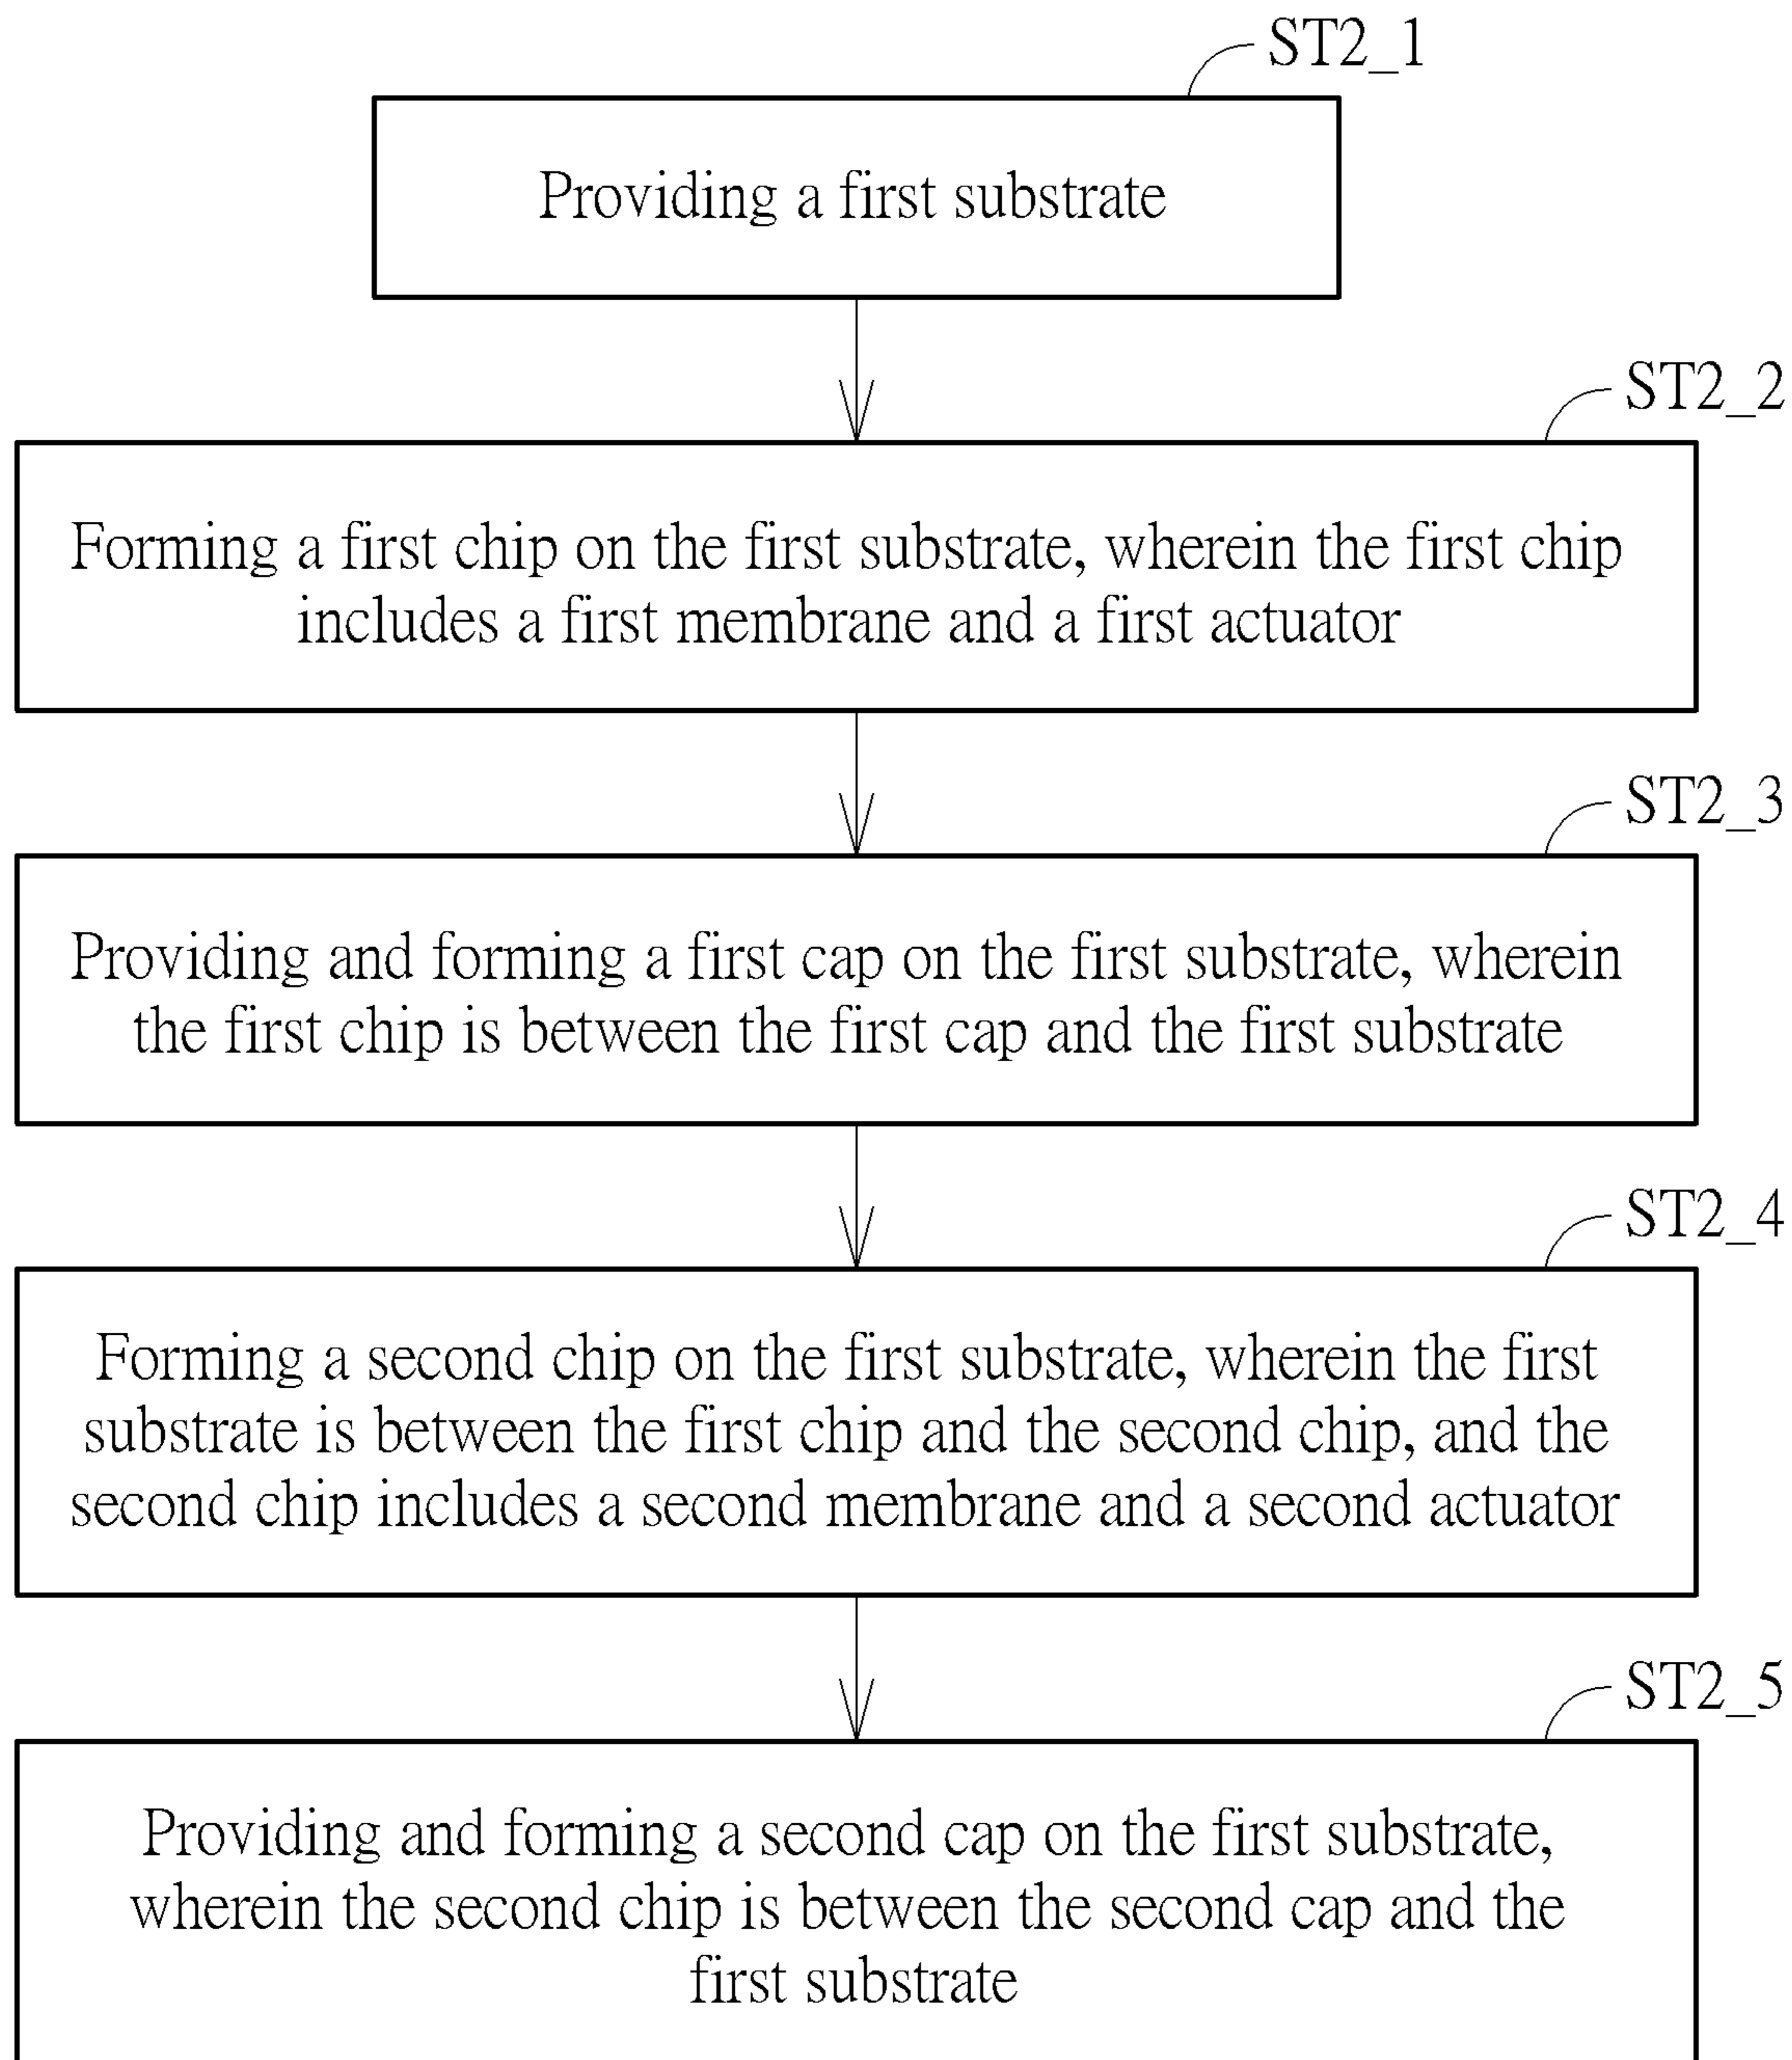 ST2_1
Providing a first substrate
ST2_2
Forming a first chip on the first substrate, wherein the first chip
includes a first membrane and a first actuator
ST2_3
Providing and forming a first cap on the first substrate, wherein
the first chip is between the first cap and the first substrate
ST2_4
Forming a second chip on the first substrate, wherein the first
substrate is between the first chip and the second chip, and the
second chip includes a second membrane and a second actuator
ST2_5
Providing and forming a second cap on the first substrate,
wherein the second chip is between the second cap and the
first substrate